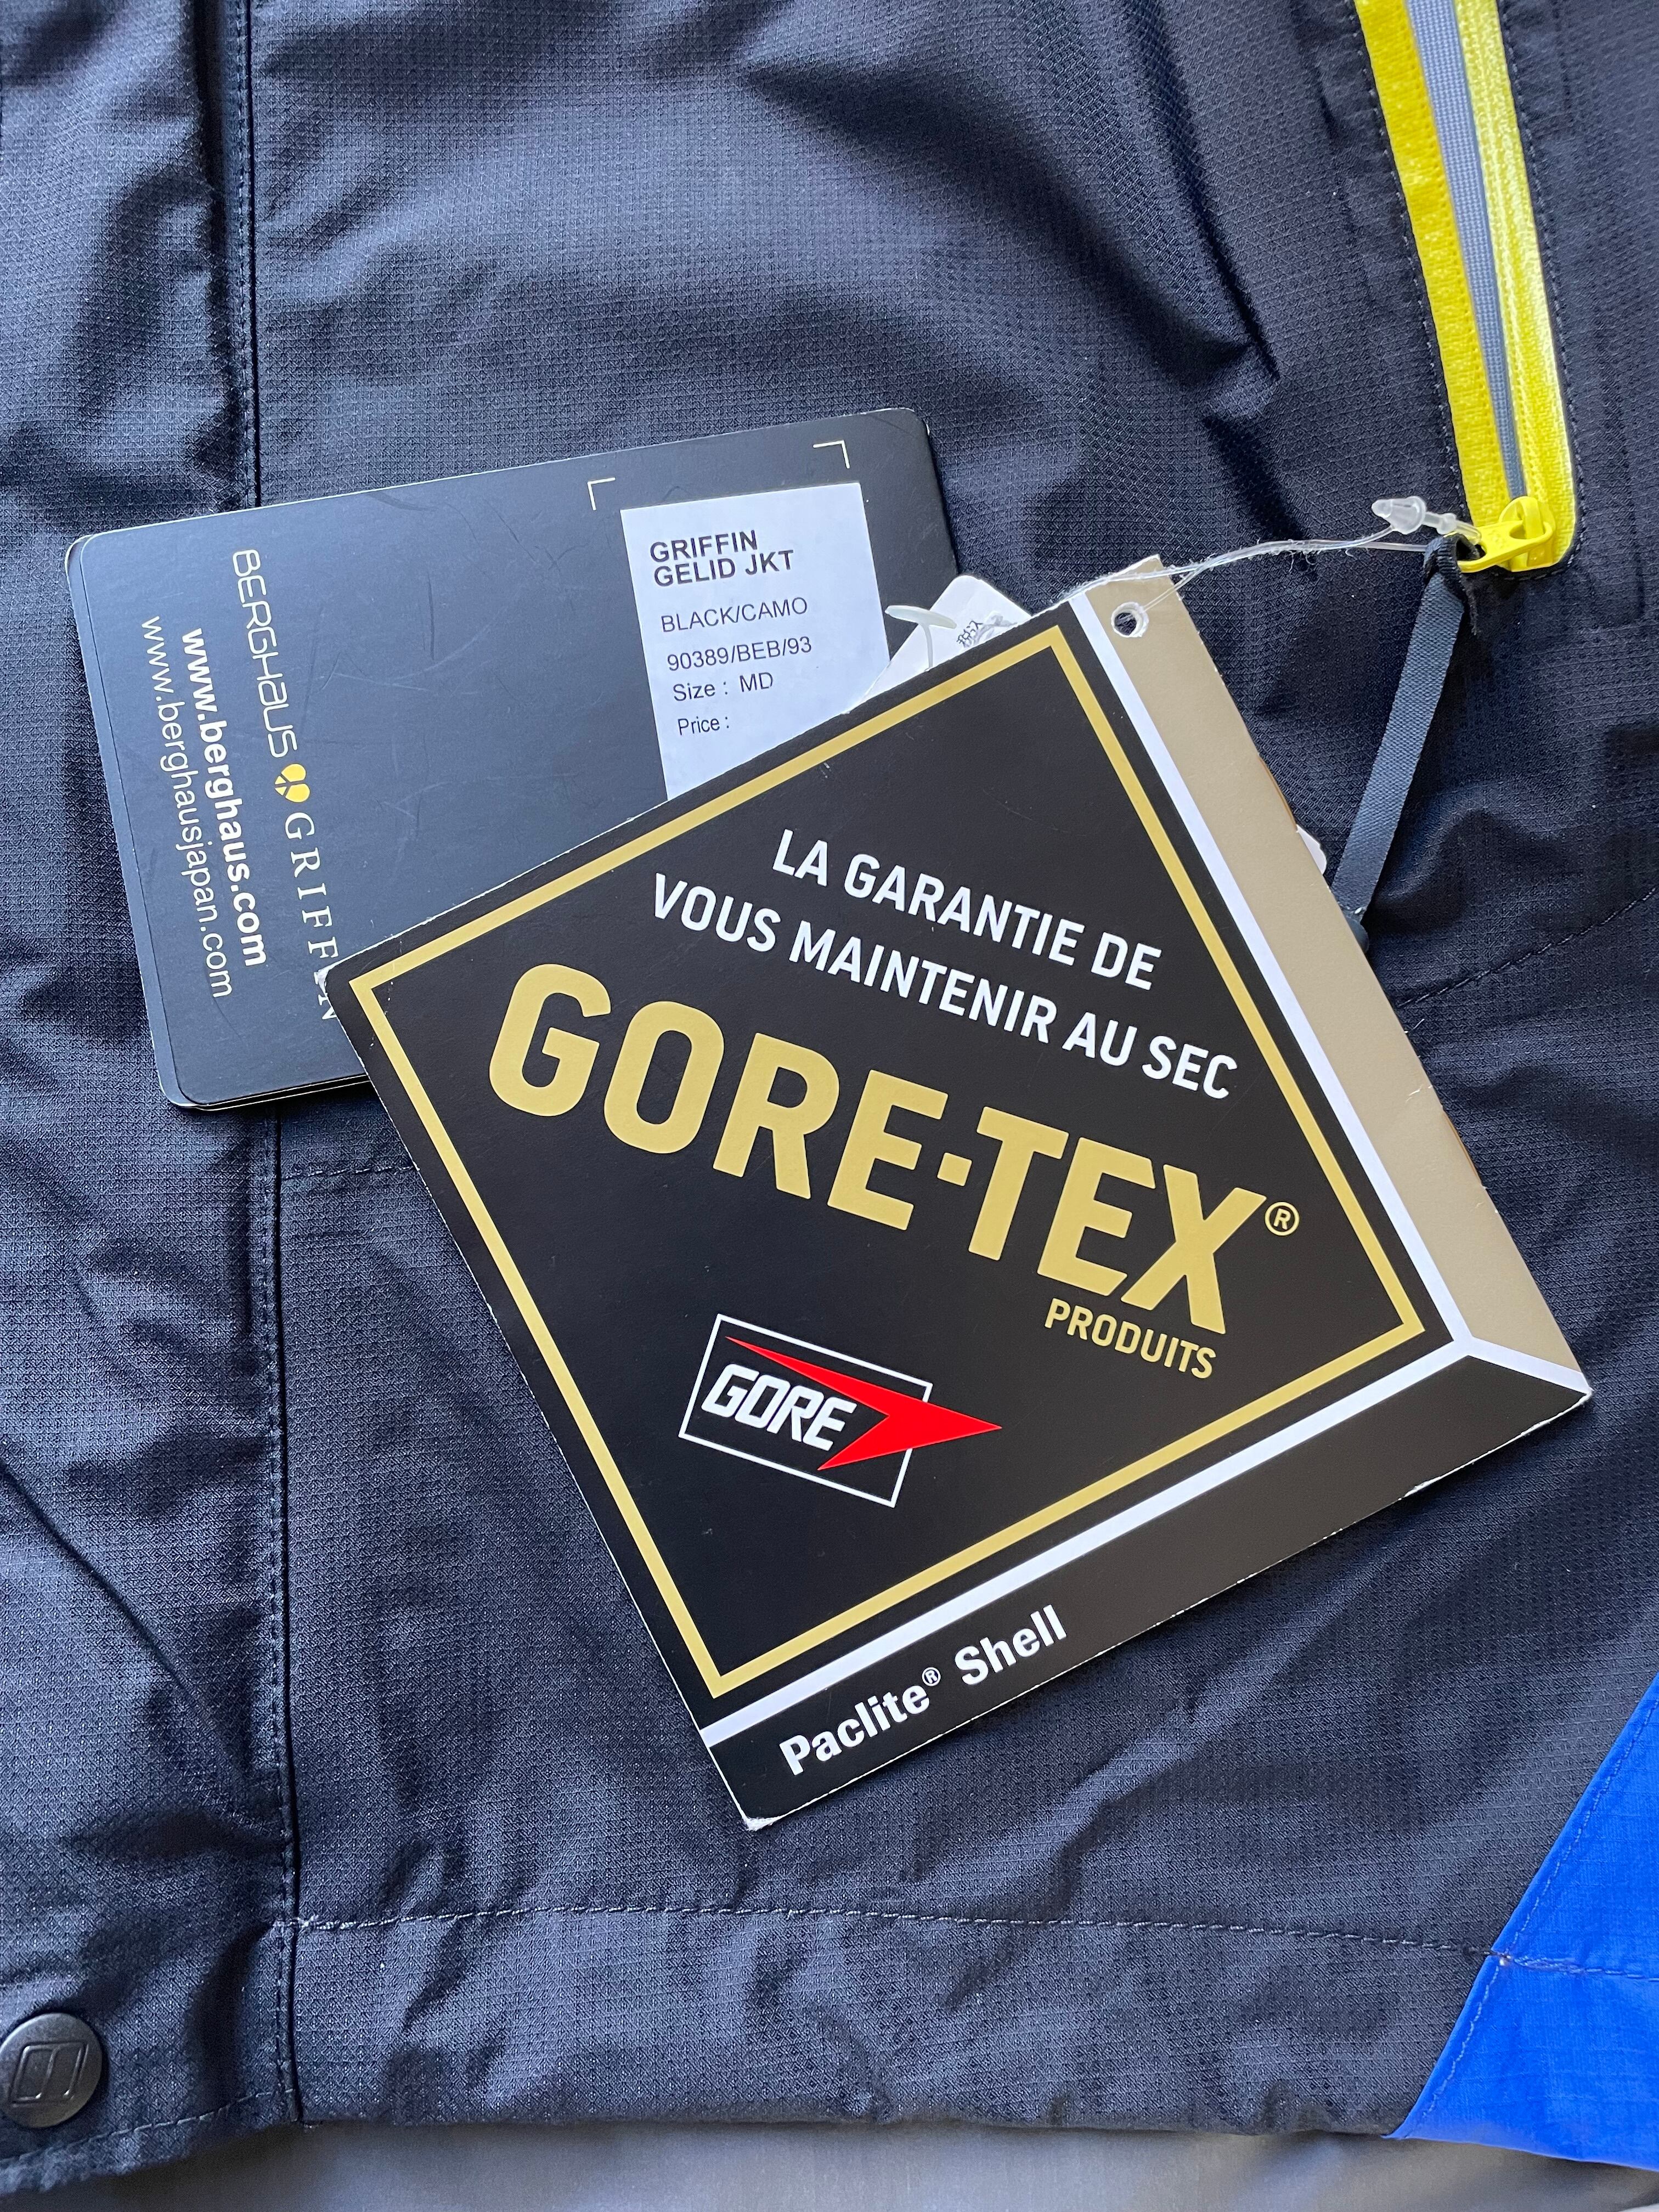 GRIFFIN
GELID JKT
BLACK/CAMO
90389/BEB/93
Size : MD
Price :
BERGHAUS GRIFFIN
www.berghaus.com
www.berghausjapan.com
LA GARANTIE DE
VOUS MAINTENIR AU SEC
GORE-TEX®
PRODUITS
GORE
Paclite® Shell